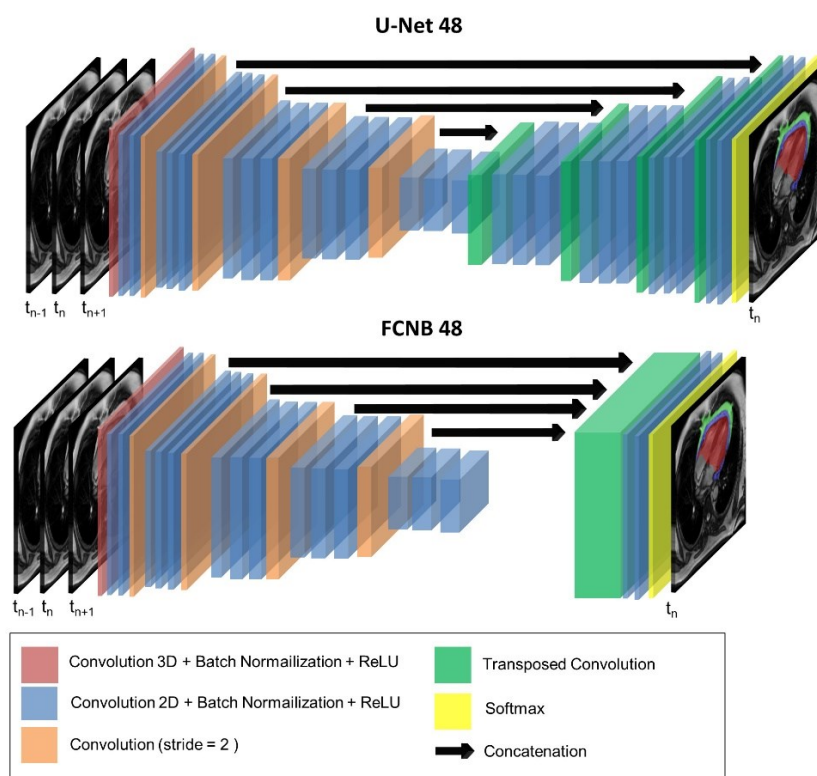 U-Net 48
tn-1 tn tn+1
tn
FCNB 48
tn-1 tn tn+1
tn
Convolution 3D + Batch Normailization + ReLU
Convolution 2D + Batch Normailization + ReLU
Convolution (stride = 2 )
Transposed Convolution
Softmax
Concatenation